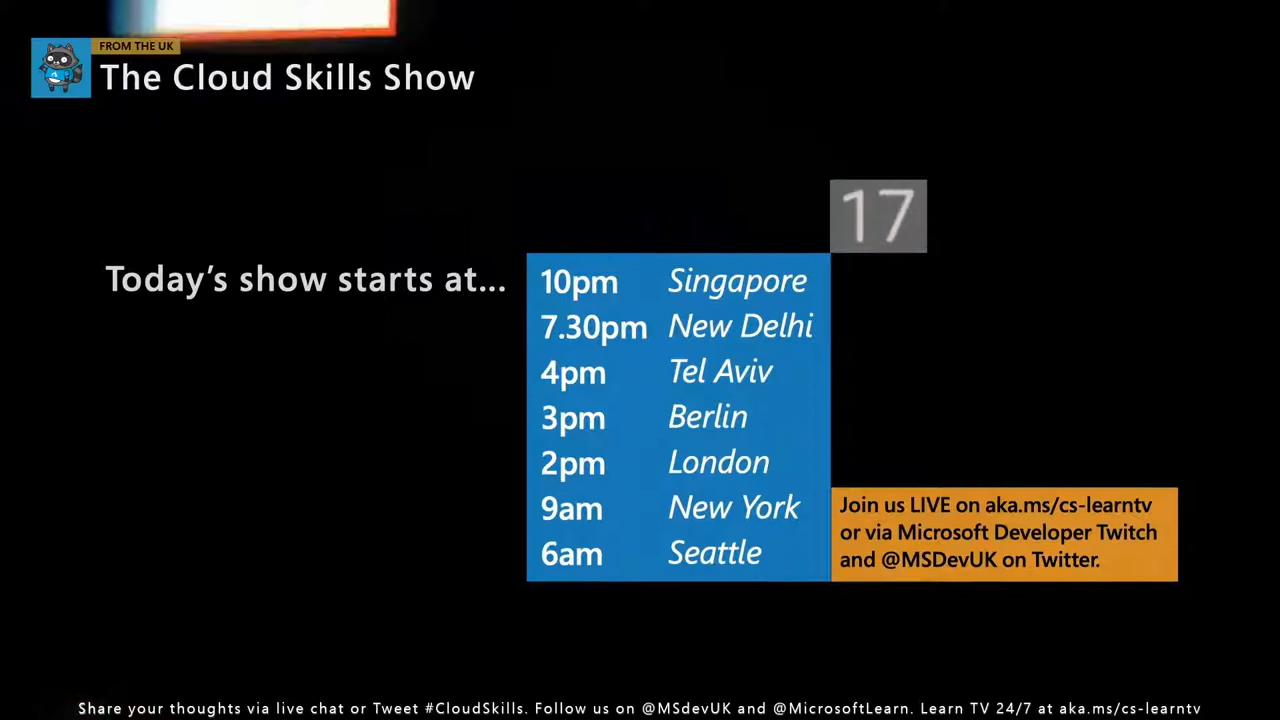 FROM THE UK
The Cloud Skills Show
17
Today's show starts at...
10pm Singapore
7.30pm New Delhi
4pm Tel Aviv
3pm Berlin
2pm London
9am New York
6am Seattle
Join us LIVE on aka.ms/cs-learntv
or via Microsoft Developer Twitch
and @MSDevUK on Twitter.
Share your thoughts via live chat or Tweet #CloudSkills. Follow us on @MSdevUK and @MicrosoftLearn. Learn TV 24/7 at aka.ms/cs-learntv